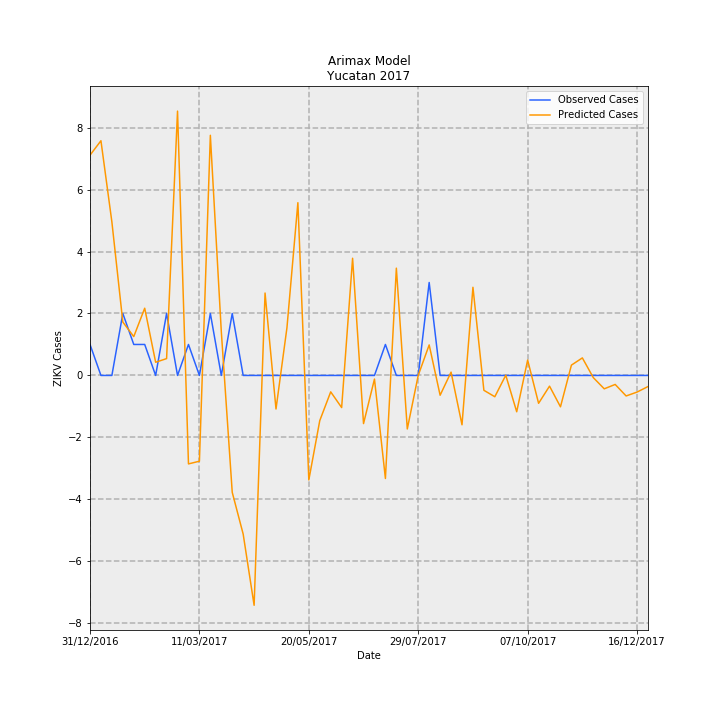 Arimax Model
Yucatan 2017
Observed Cases
Predicted Cases
ZIKV Cases
8
6
4
2
0
−2
−4
−6
−8
31/12/2016
11/03/2017
20/05/2017
29/07/2017
07/10/2017
16/12/2017
Date